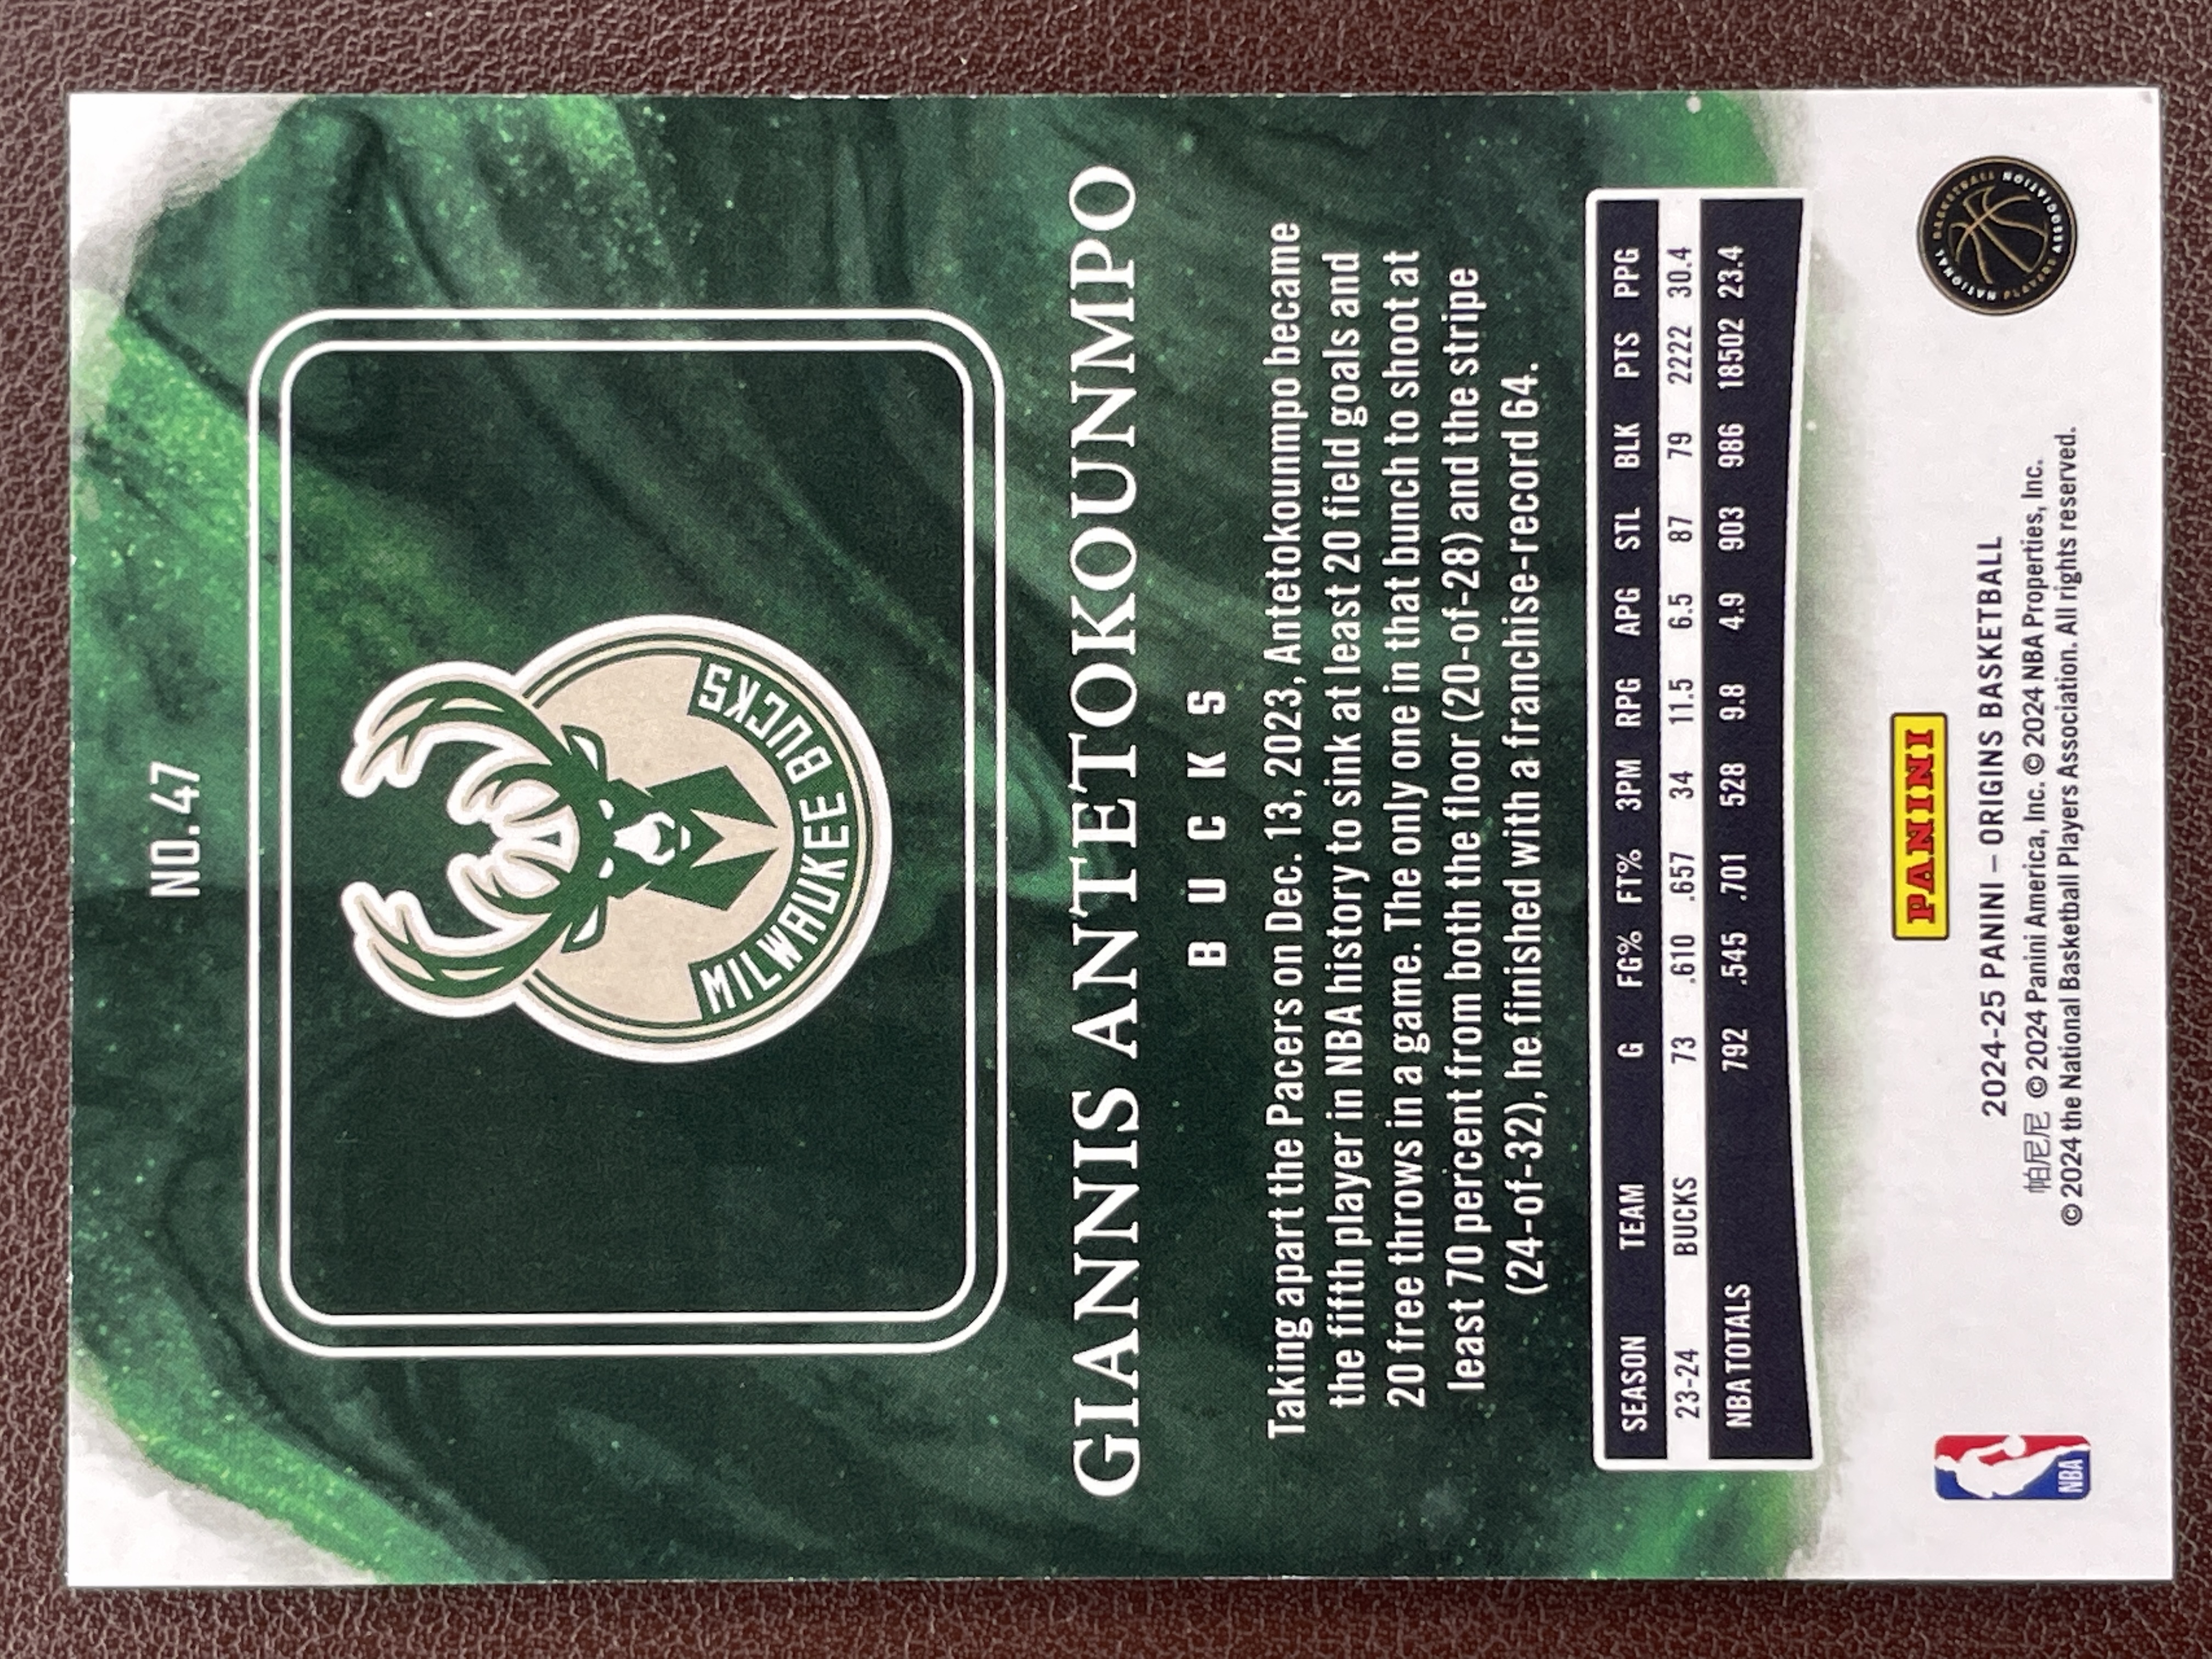 NO. 47
MILWAUKEE BUCKS
GIANNIS ANTETOKOUNMPO
BUCKS
Taking apart the Pacers on Dec. 13, 2023, Antetokounmpo became
the fifth player in NBA history to sink at least 20 field goals and
20 free throws in a game. The only one in that bunch to shoot at
least 70 percent from both the floor (20-of-28) and the stripe
(24-of-32), he finished with a franchise-record 64.
SEASON TEAM G FG% FT% 3PM RPG APG STL BLK PTS PPG
23-24 BUCKS 73 .610 .657 34 11.5 6.5 87 79 2222 30.4
NBA TOTALS 792 .545 .701 528 9.8 4.9 903 986 18502 23.4
PANINI
NBA
2024-25 PANINI – ORIGINS BASKETBALL
帕尼尼 © 2024 Panini America, Inc. © 2024 NBA Properties, Inc.
© 2024 the National Basketball Players Association. All rights reserved.
NATIONAL BASKETBALL PLAYERS ASSOCIATION